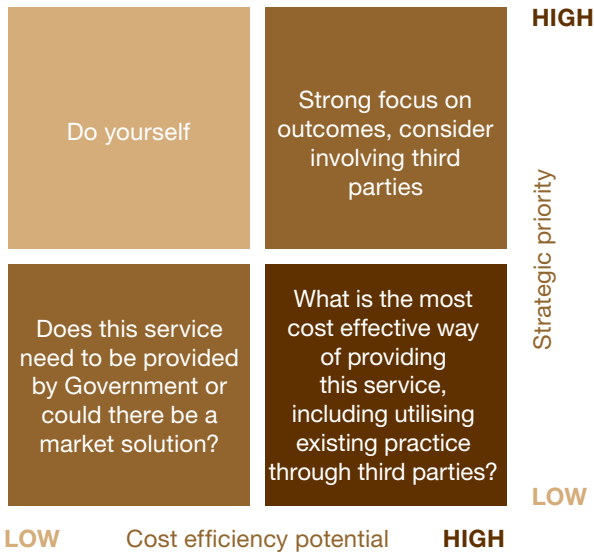 HIGH
Do yourself
Strong focus on
outcomes, consider
involving third
parties
Strategic priority
Does this service
need to be provided
by Government or
could there be a
market solution?
What is the most
cost effective way
of providing
this service,
including utilising
existing practice
through third parties?
LOW
LOW Cost efficiency potential HIGH